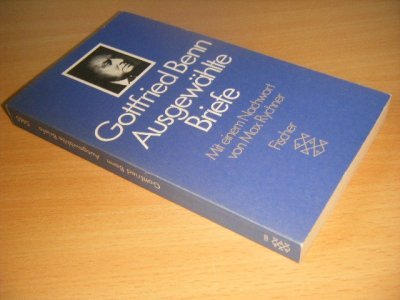 Gottfried Benn
Ausgewählte
Briefe
Mit einem Nachwort
von Max Rychner
Fischer
Gottfried Benn Ausgewählte Briefe